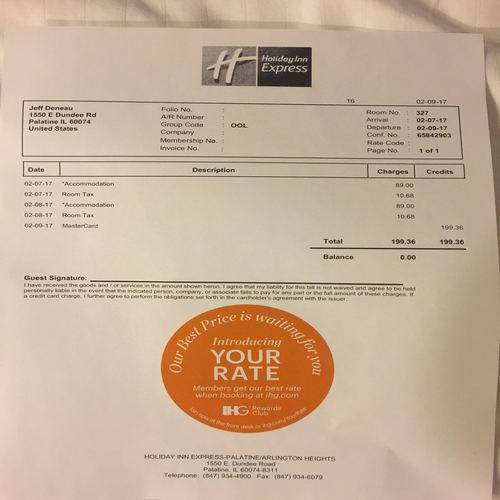 H Holiday Inn
Express
16 02-09-17
Jeff Deneau
1550 E Dundee Rd
Palatine IL 60074
United States
Folio No. :
A/R Number :
Group Code : OOL
Company :
Membership No. :
Invoice No. :
Room No. : 327
Arrival : 02-07-17
Departure : 02-09-17
Conf. No. : 65842903
Rate Code :
Page No. : 1 of 1
Date Description Charges Credits
02-07-17 *Accommodation 89.00
02-07-17 Room Tax 10.68
02-08-17 *Accommodation 89.00
02-08-17 Room Tax 10.68
02-09-17 MasterCard 199.36
Total 199.36 199.36
Balance 0.00
Guest Signature:
I have received the goods and / or services in the amount shown heron. I agree that my liablity for this bill is not waived and agree to be held
personally liable in the event that the indicated person, company, or associate fails to pay for any part or the full amount of these charges. If
a credit card charge, I further agree to perform the obligations set forth in the cardholder's agreement with the issuer.
Our Best Price is waiting for you
Introducing
YOUR
RATE
Members get our best rate
when booking at ihg.com
IHG Rewards
Club
Join now at the front desk or ihg.com/yourrate
HOLIDAY INN EXPRESS-PALATINE/ARLINGTON HEIGHTS
1550 E. Dundee Road
Palatine, IL 60074-8311
Telephone: (847) 934-4900 Fax: (847) 934-6079